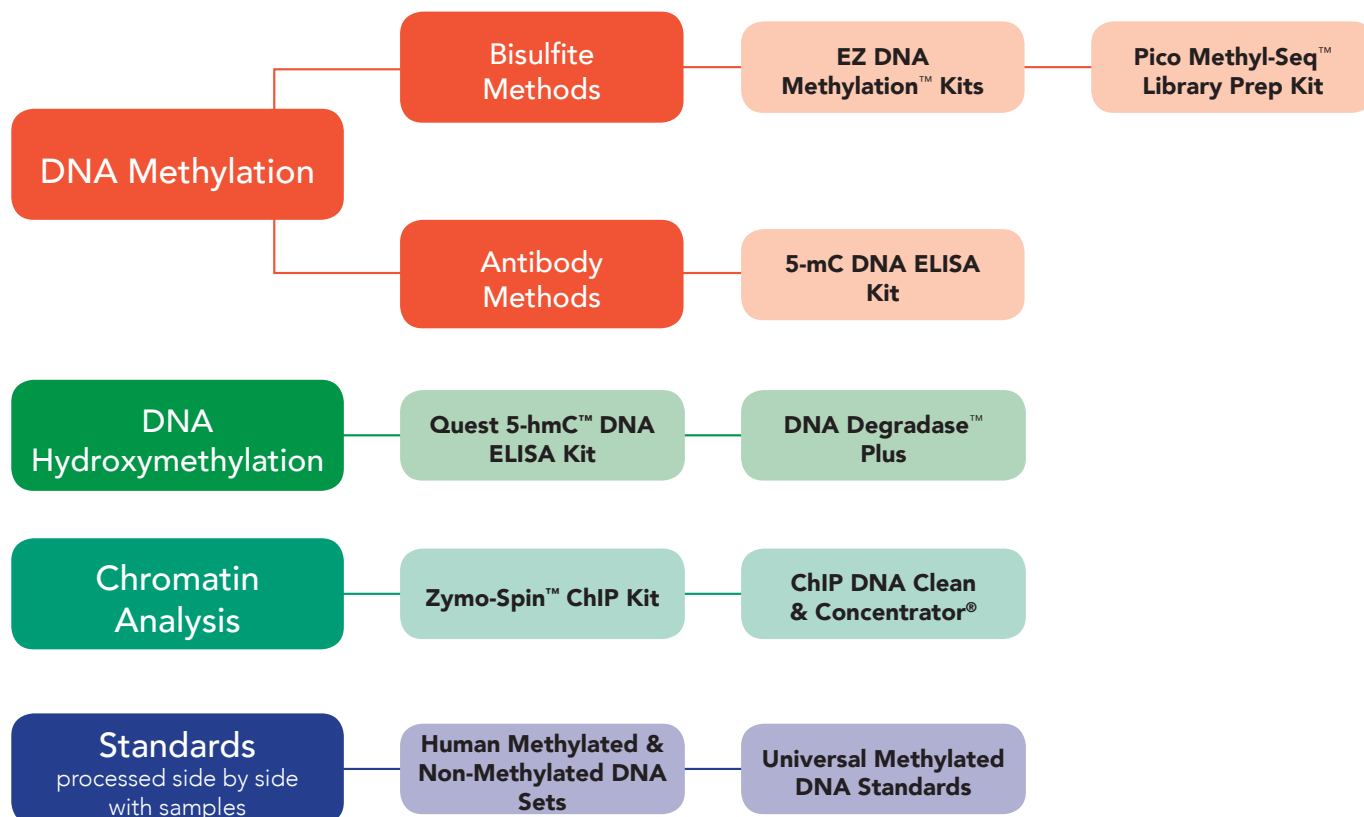 Bisulfite
Methods
EZ DNA
Methylation™ Kits
Pico Methyl-Seq™
Library Prep Kit
DNA Methylation
Antibody
Methods
5-mC DNA ELISA
Kit
DNA
Hydroxymethylation
Quest 5-hmC™ DNA
ELISA Kit
DNA Degradase™
Plus
Chromatin
Analysis
Zymo-Spin™ ChIP Kit
ChIP DNA Clean
& Concentrator®
Standards
processed side by side
with samples
Human Methylated &
Non-Methylated DNA
Sets
Universal Methylated
DNA Standards